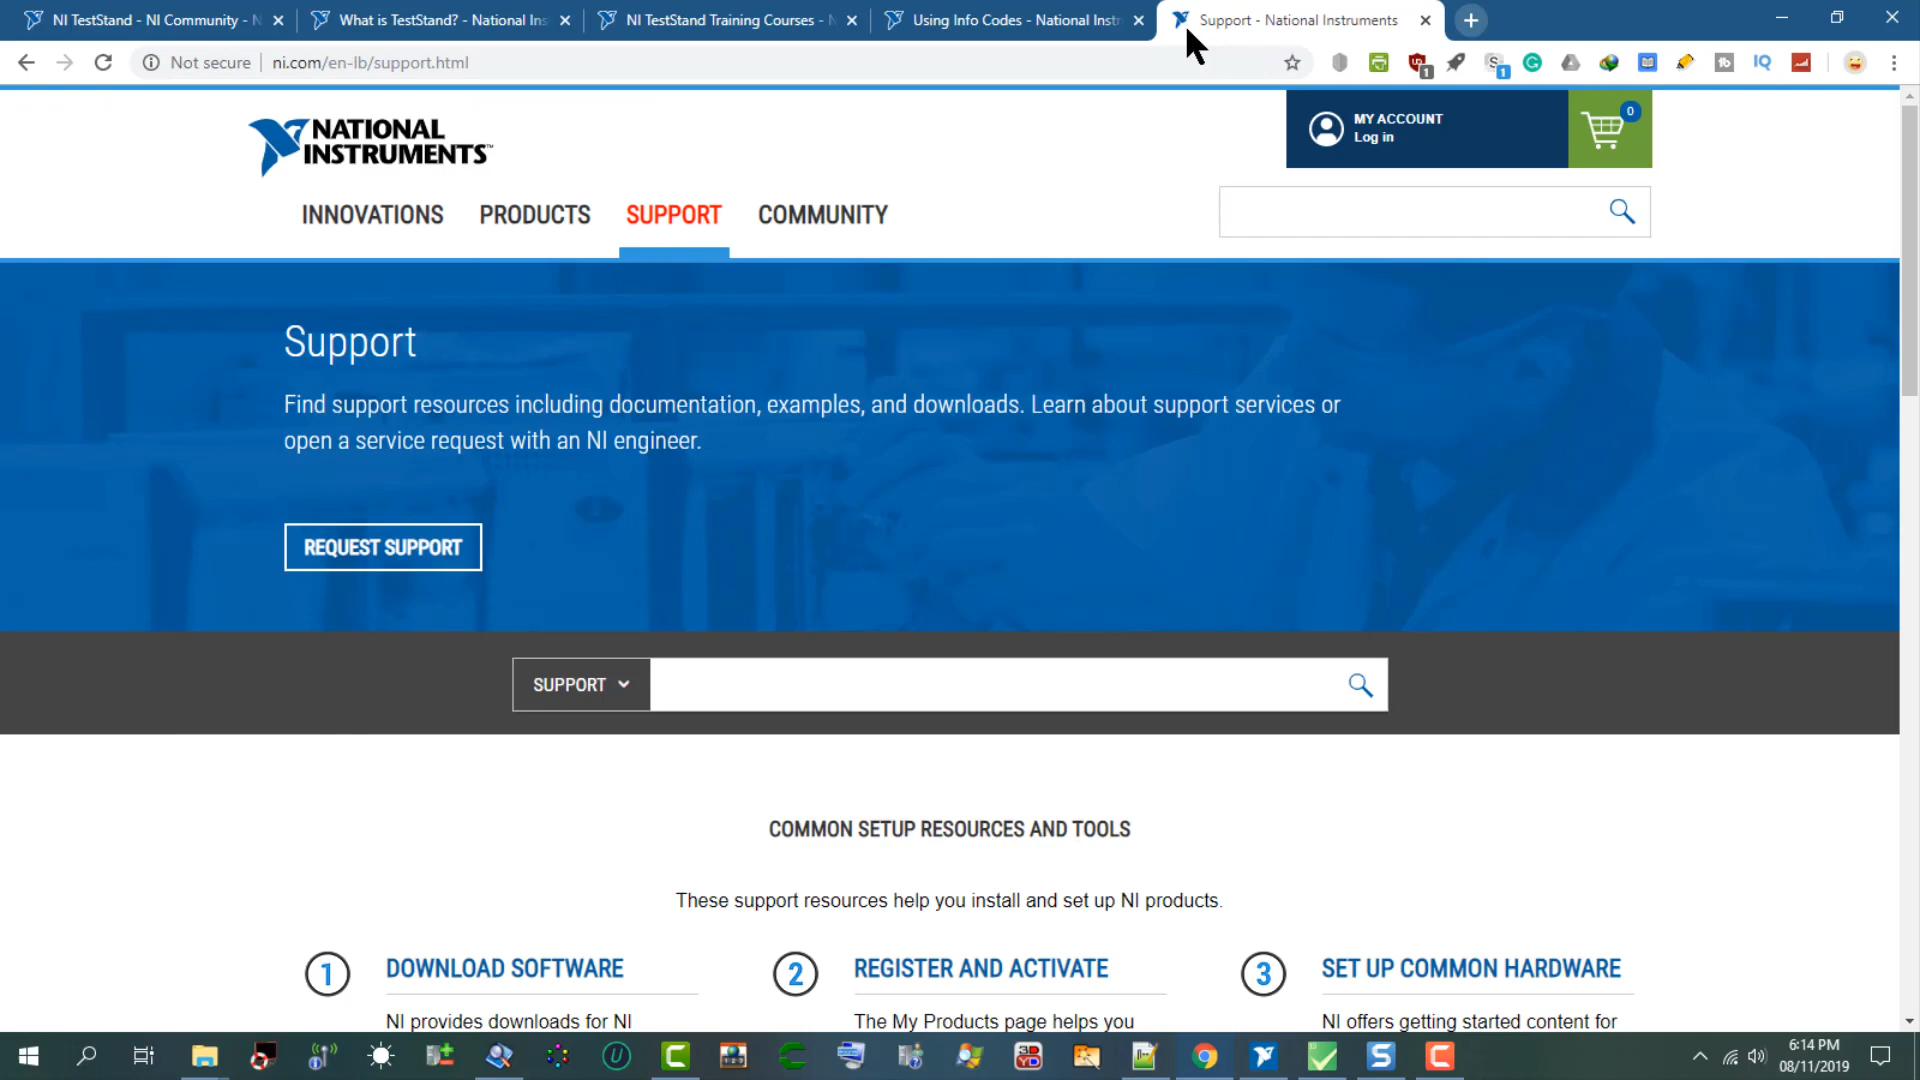 NI TestStand - NI Community - N
What is TestStand? - National Ins
NI TestStand Training Courses - N
Using Info Codes - National Instr
Support - National Instruments
Not secure
ni.com/en-lb/support.html
NATIONAL
INSTRUMENTS™
MY ACCOUNT
Log in
0
INNOVATIONS
PRODUCTS
SUPPORT
COMMUNITY
Support
Find support resources including documentation, examples, and downloads. Learn about support services or
open a service request with an NI engineer.
REQUEST SUPPORT
SUPPORT
COMMON SETUP RESOURCES AND TOOLS
These support resources help you install and set up NI products.
1
DOWNLOAD SOFTWARE
NI provides downloads for NI
2
REGISTER AND ACTIVATE
The My Products page helps you
3
SET UP COMMON HARDWARE
NI offers getting started content for
6:14 PM
08/11/2019